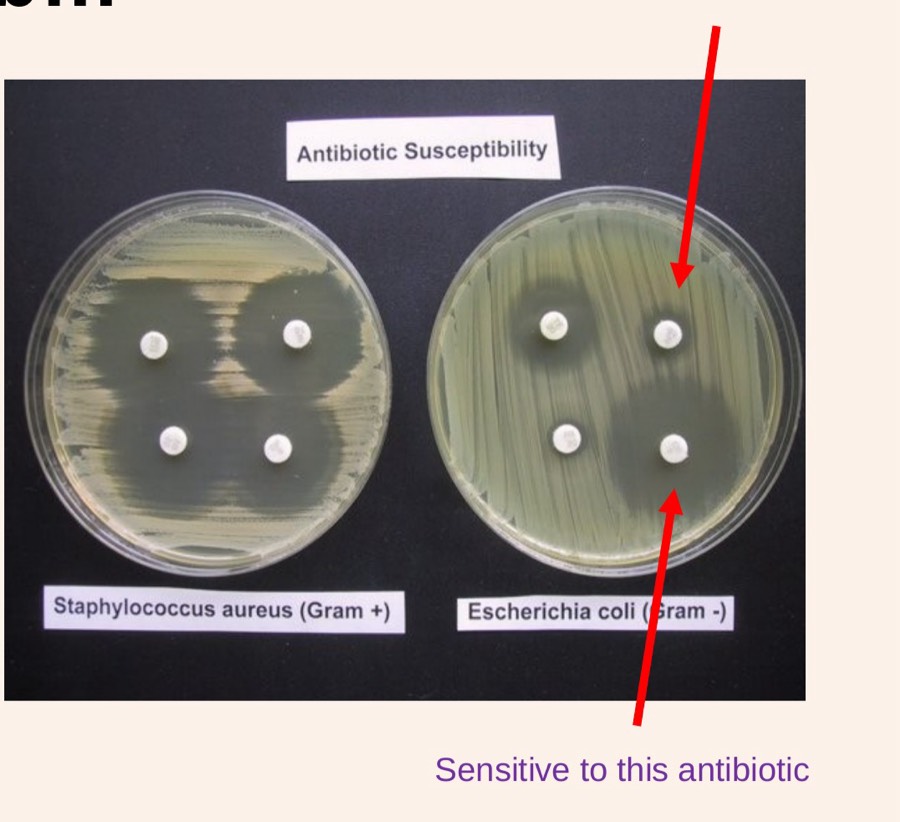 Antibiotic Susceptibility
Staphylococcus aureus (Gram +)
Escherichia coli (Gram -)
Sensitive to this antibiotic